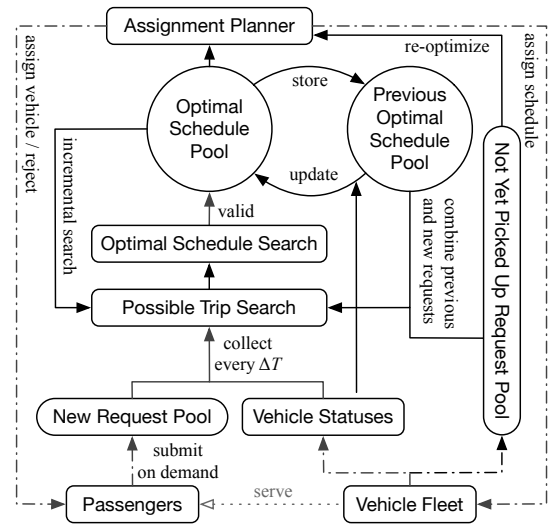 Assignment Planner
re-optimize
assign vehicle / reject
assign schedule
store
Optimal
Schedule
Pool
Previous
Optimal
Schedule
Pool
update
incremental search
valid
combine previous
and new requests
Not Yet Picked Up Request Pool
Optimal Schedule Search
Possible Trip Search
collect
every ΔT
New Request Pool
Vehicle Statuses
submit
on demand
Passengers
serve
Vehicle Fleet